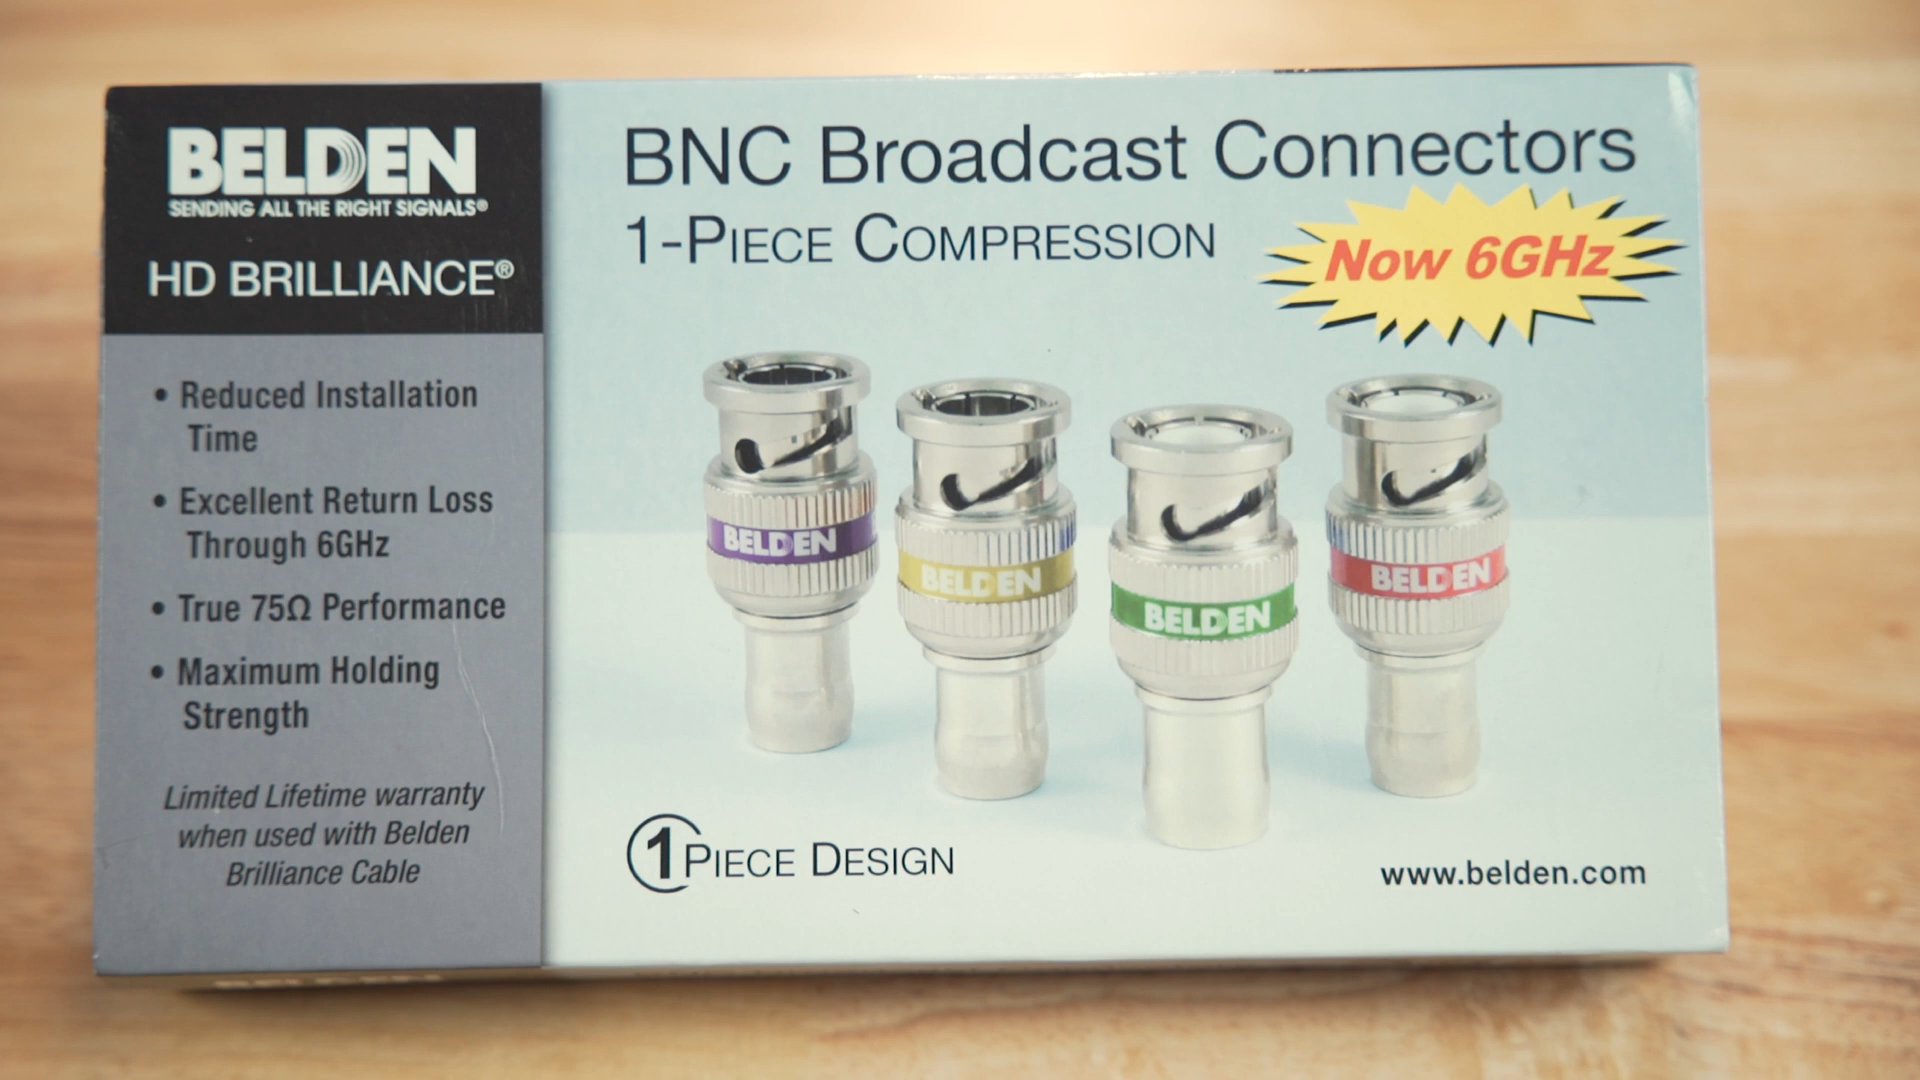 BELDEN
SENDING ALL THE RIGHT SIGNALS®
HD BRILLIANCE®
• Reduced Installation
Time
• Excellent Return Loss
Through 6GHz
• True 75Ω Performance
• Maximum Holding
Strength
Limited Lifetime warranty
when used with Belden
Brilliance Cable
BNC Broadcast Connectors
1-PIECE COMPRESSION
Now 6GHz
BELDEN
BELDEN
BELDEN
BELDEN
1 PIECE DESIGN
www.belden.com